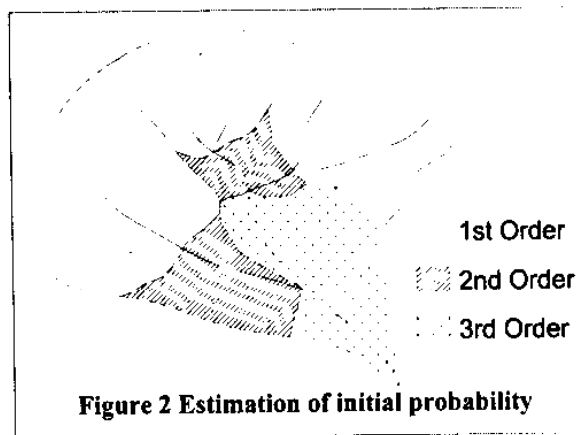 1st Order
2nd Order
3rd Order
Figure 2 Estimation of initial probability